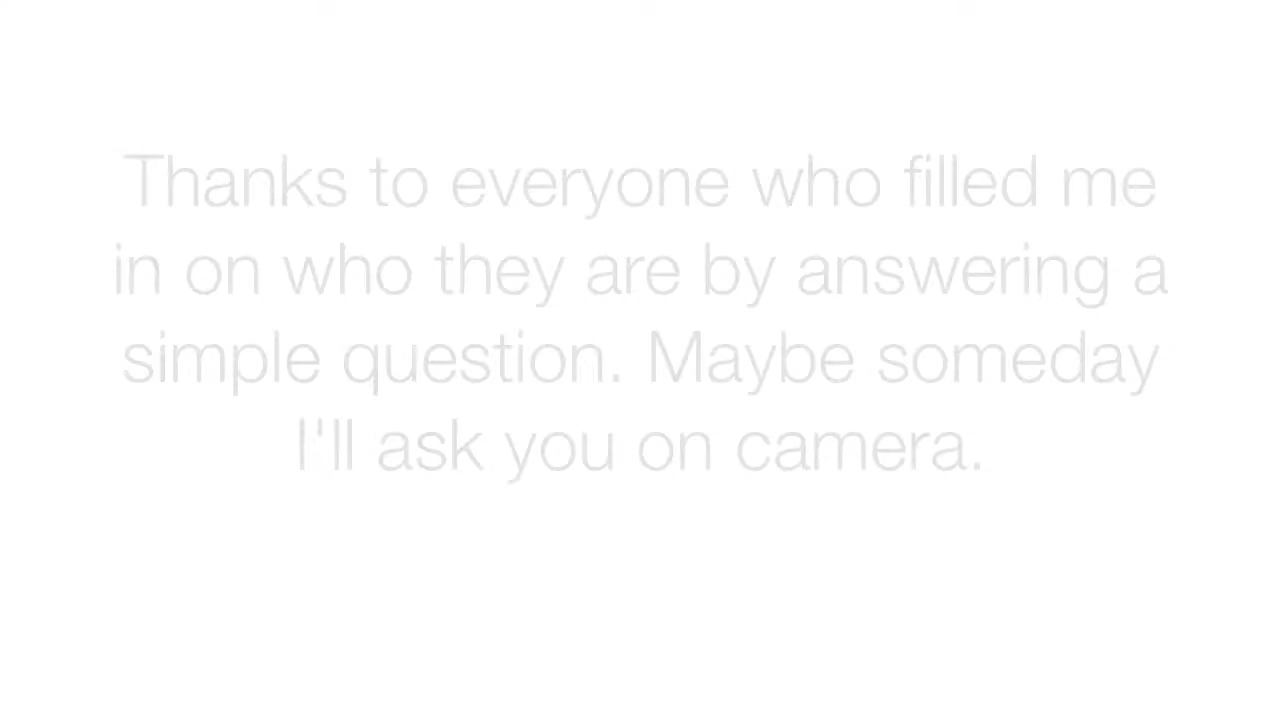 Thanks to everyone who filled me
in on who they are by answering a
simple question. Maybe someday
I'll ask you on camera.